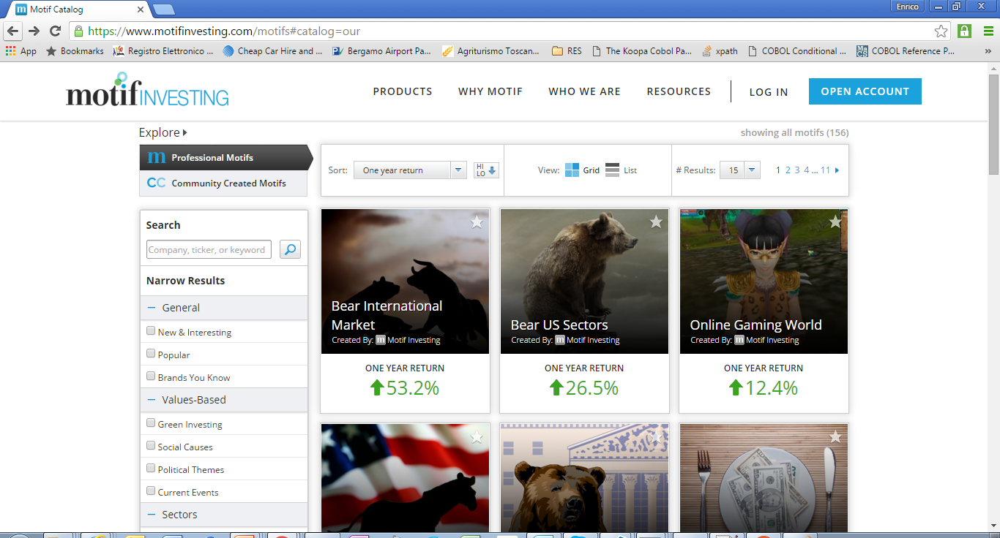 Motif Catalog
Enrico
https://www.motifinvesting.com/motifs#catalog=our
App Bookmarks Registro Elettronico ... Cheap Car Hire and ... Bergamo Airport Pa... Agriturismo Toscan... RES The Koopa Cobol Pa... xpath COBOL Conditional ... COBOL Reference P... »
motif INVESTING PRODUCTS WHY MOTIF WHO WE ARE RESOURCES LOG IN OPEN ACCOUNT
Explore showing all motifs (156)
m Professional Motifs
CC Community Created Motifs
Sort: One year return HI LO View: Grid List # Results: 15 1 2 3 4 ... 11
Search
Company, ticker, or keyword
Narrow Results
General
New & Interesting
Popular
Brands You Know
Values-Based
Green Investing
Social Causes
Political Themes
Current Events
Sectors
Bear International
Market
Created By: m Motif Investing
ONE YEAR RETURN
53.2%
Bear US Sectors
Created By: m Motif Investing
ONE YEAR RETURN
26.5%
Online Gaming World
Created By: m Motif Investing
ONE YEAR RETURN
12.4%